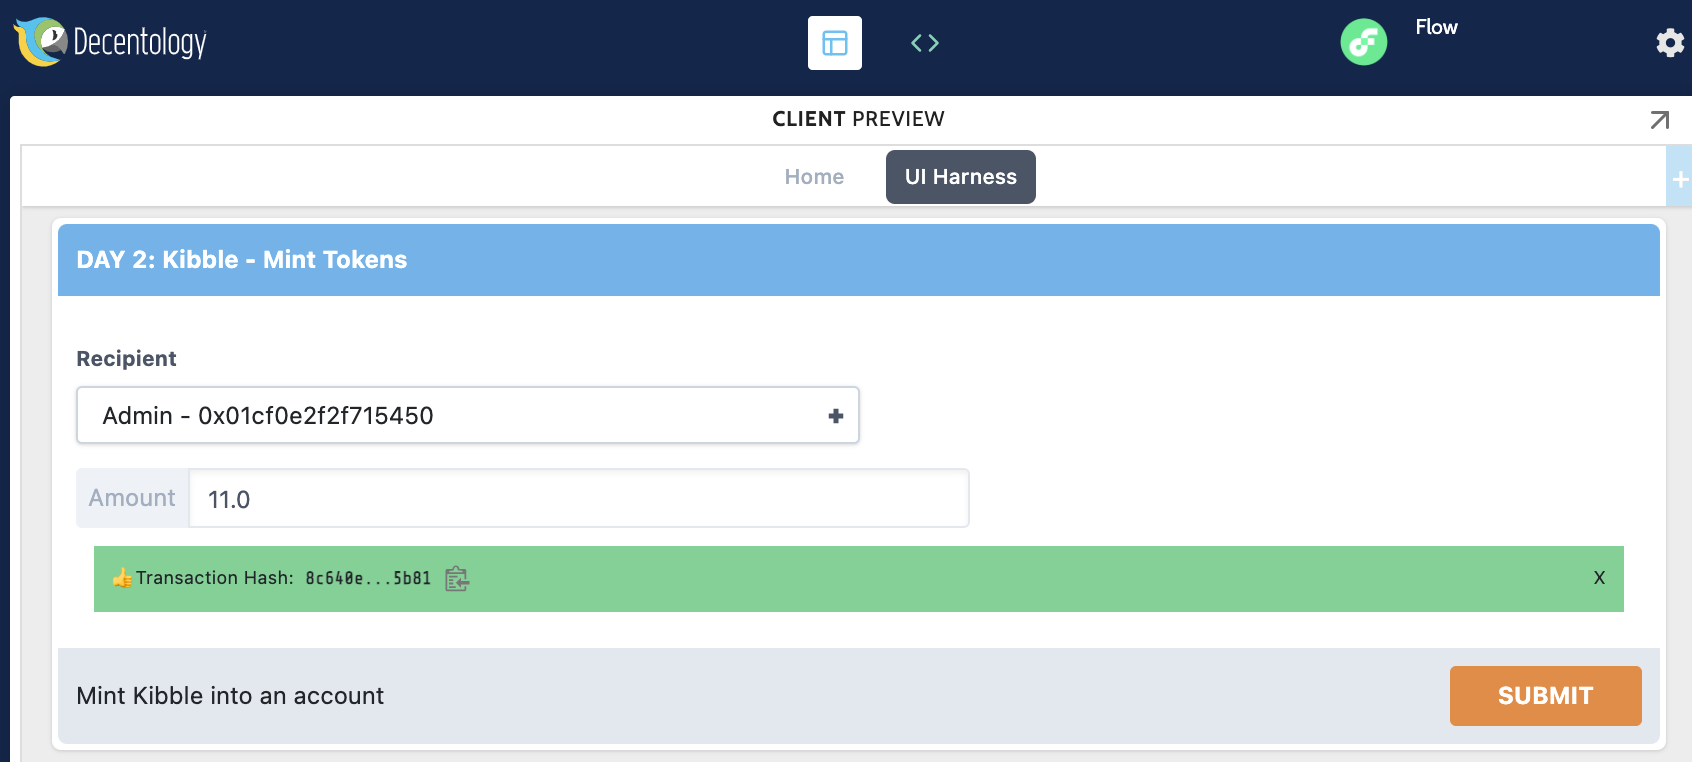 Decentology
< >
Flow
CLIENT PREVIEW
Home
UI Harness
+
DAY 2: Kibble - Mint Tokens
Recipient
Admin - 0x01cf0e2f2f715450
Amount
11.0
👍Transaction Hash: 8c640e...5b81
X
Mint Kibble into an account
SUBMIT